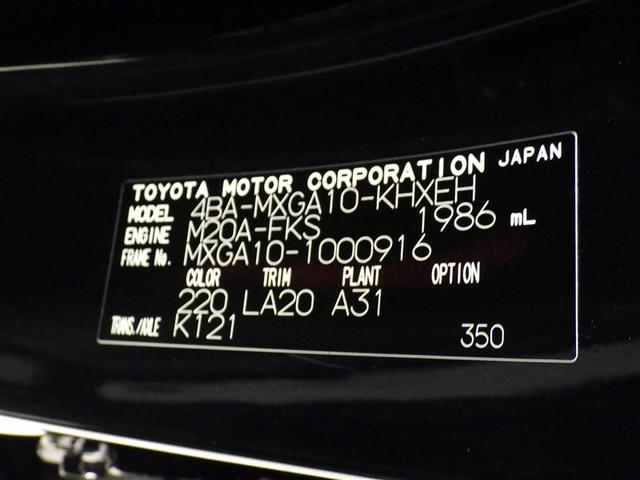 TOYOTA MOTOR CORPORATION JAPAN
MODEL 4BA-MXGA10-KHXEH
ENGINE M20A-FKS 1986 mL
FRAME No. MXGA10-1000916
COLOR TRIM PLANT OPTION
220 LA20 A31
TRANS./AXLE K121
350